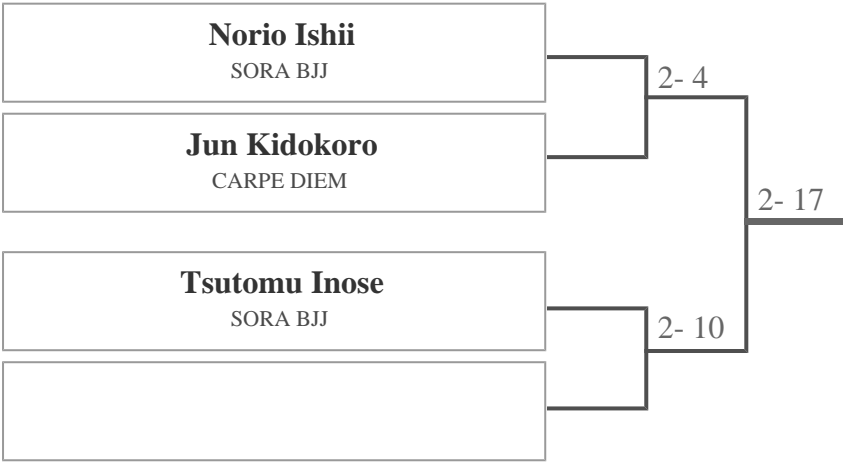 Norio Ishii
SORA BJJ
2- 4
Jun Kidokoro
CARPE DIEM
2- 17
Tsutomu Inose
SORA BJJ
2- 10